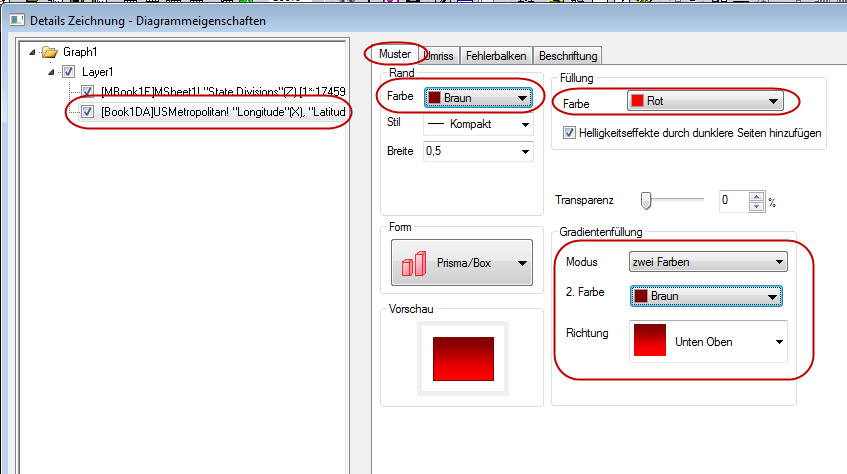 Details Zeichnung - Diagrammeigenschaften
Graph1
Layer1
[MBook1E]MSheet1! "State Divisions"(Z) [1*:17459
[Book1DA]USMetropolitan! "Longitude"(X), "Latitud
Muster
Umriss
Fehlerbalken
Beschriftung
Rand
Farbe
Braun
Stil
Kompakt
Breite
0,5
Füllung
Farbe
Rot
Helligkeitseffekte durch dunklere Seiten hinzufügen
Transparenz
0
%
Form
Prisma/Box
Gradientenfüllung
Modus
zwei Farben
2. Farbe
Braun
Richtung
Unten Oben
Vorschau